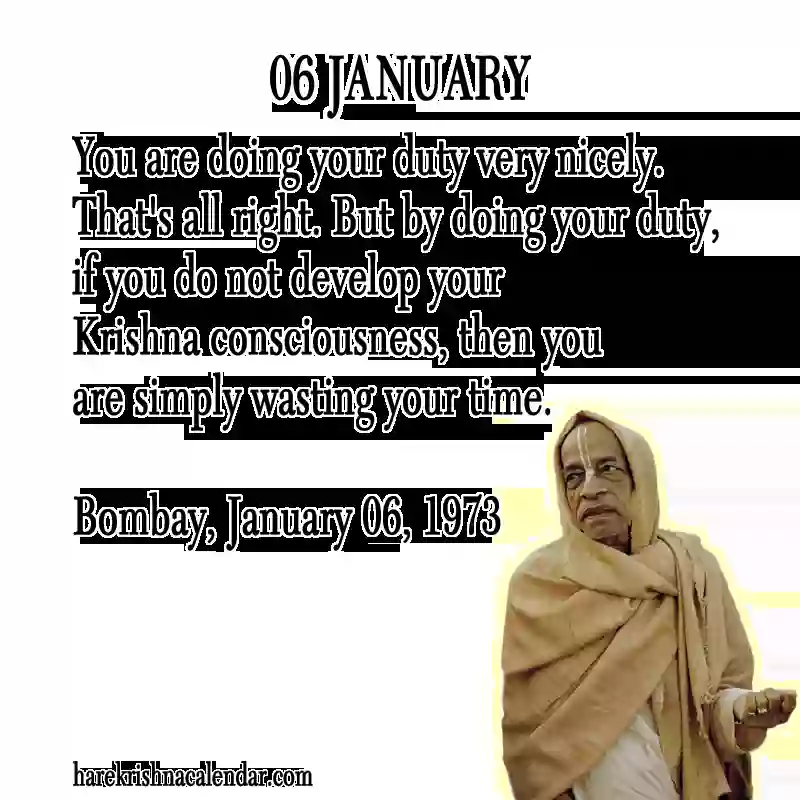 06 JANUARY
You are doing your duty very nicely.
That's all right. But by doing your duty,
if you do not develop your
Krishna consciousness, then you
are simply wasting your time.
Bombay, January 06, 1973
harekrishnacalendar.com